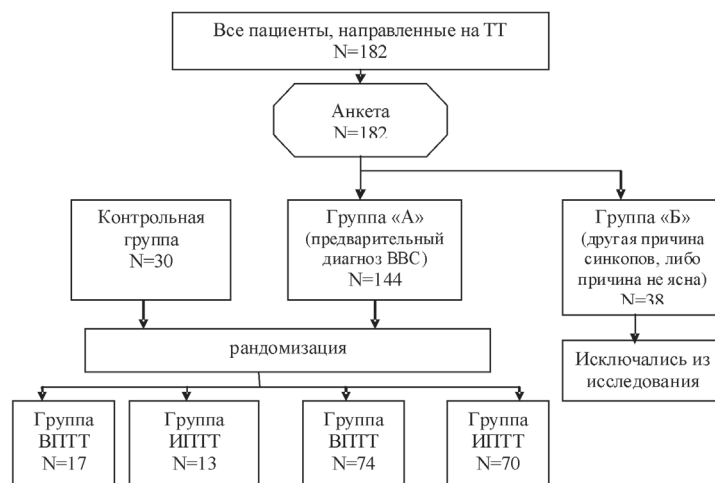 Все пациенты, направленные на ТТ
N=182
Анкета
N=182
Контрольная
группа
N=30
Группа «А»
(предварительный
диагноз ВВС)
N=144
Группа «Б»
(другая причина
синкопов, либо
причина не ясна)
N=38
рандомизация
Исключались из
исследования
Группа
ВПТТ
N=17
Группа
ИПТТ
N=13
Группа
ВПТТ
N=74
Группа
ИПТТ
N=70